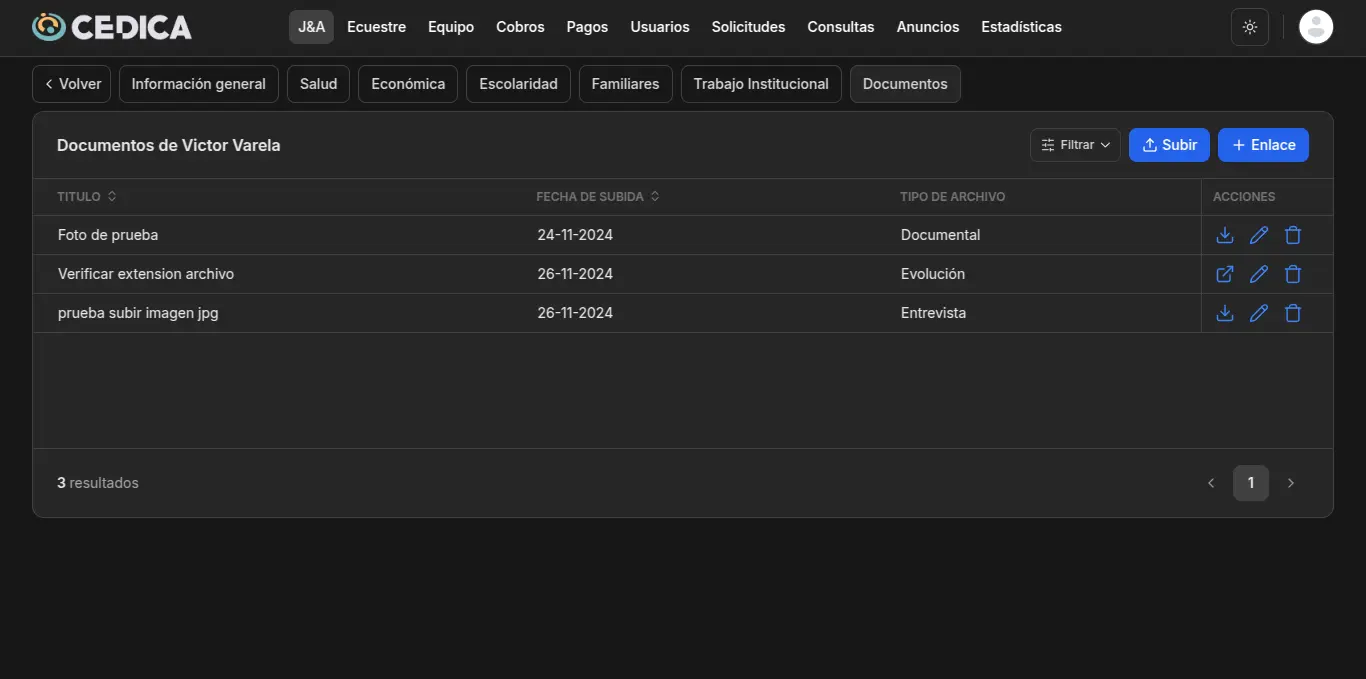 CEDICA J&A Ecuestre Equipo Cobros Pagos Usuarios Solicitudes Consultas Anuncios Estadísticas
Volver Información general Salud Económica Escolaridad Familiares Trabajo Institucional Documentos
Documentos de Victor Varela Filtrar Subir Enlace
TITULO FECHA DE SUBIDA TIPO DE ARCHIVO ACCIONES
Foto de prueba 24-11-2024 Documental
Verificar extension archivo 26-11-2024 Evolución
prueba subir imagen jpg 26-11-2024 Entrevista
3 resultados 1